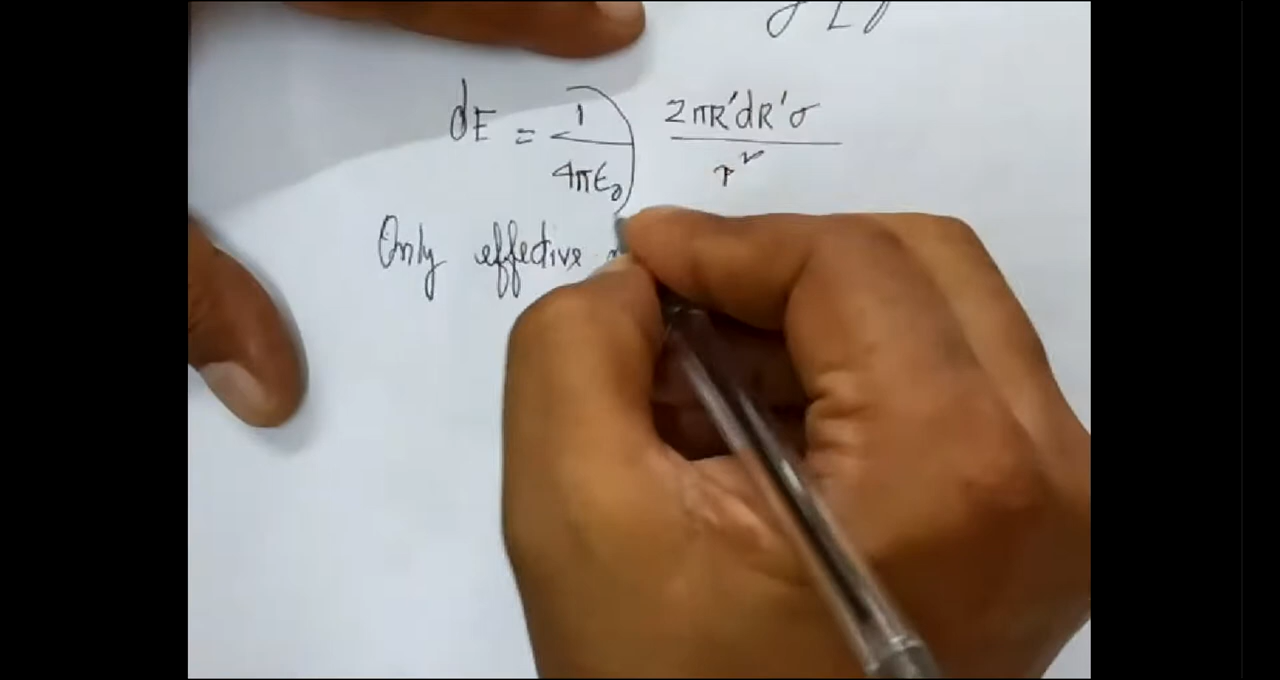 dE = 1/4πϵ₀ 2πR'dR'σ/r²
Only effective